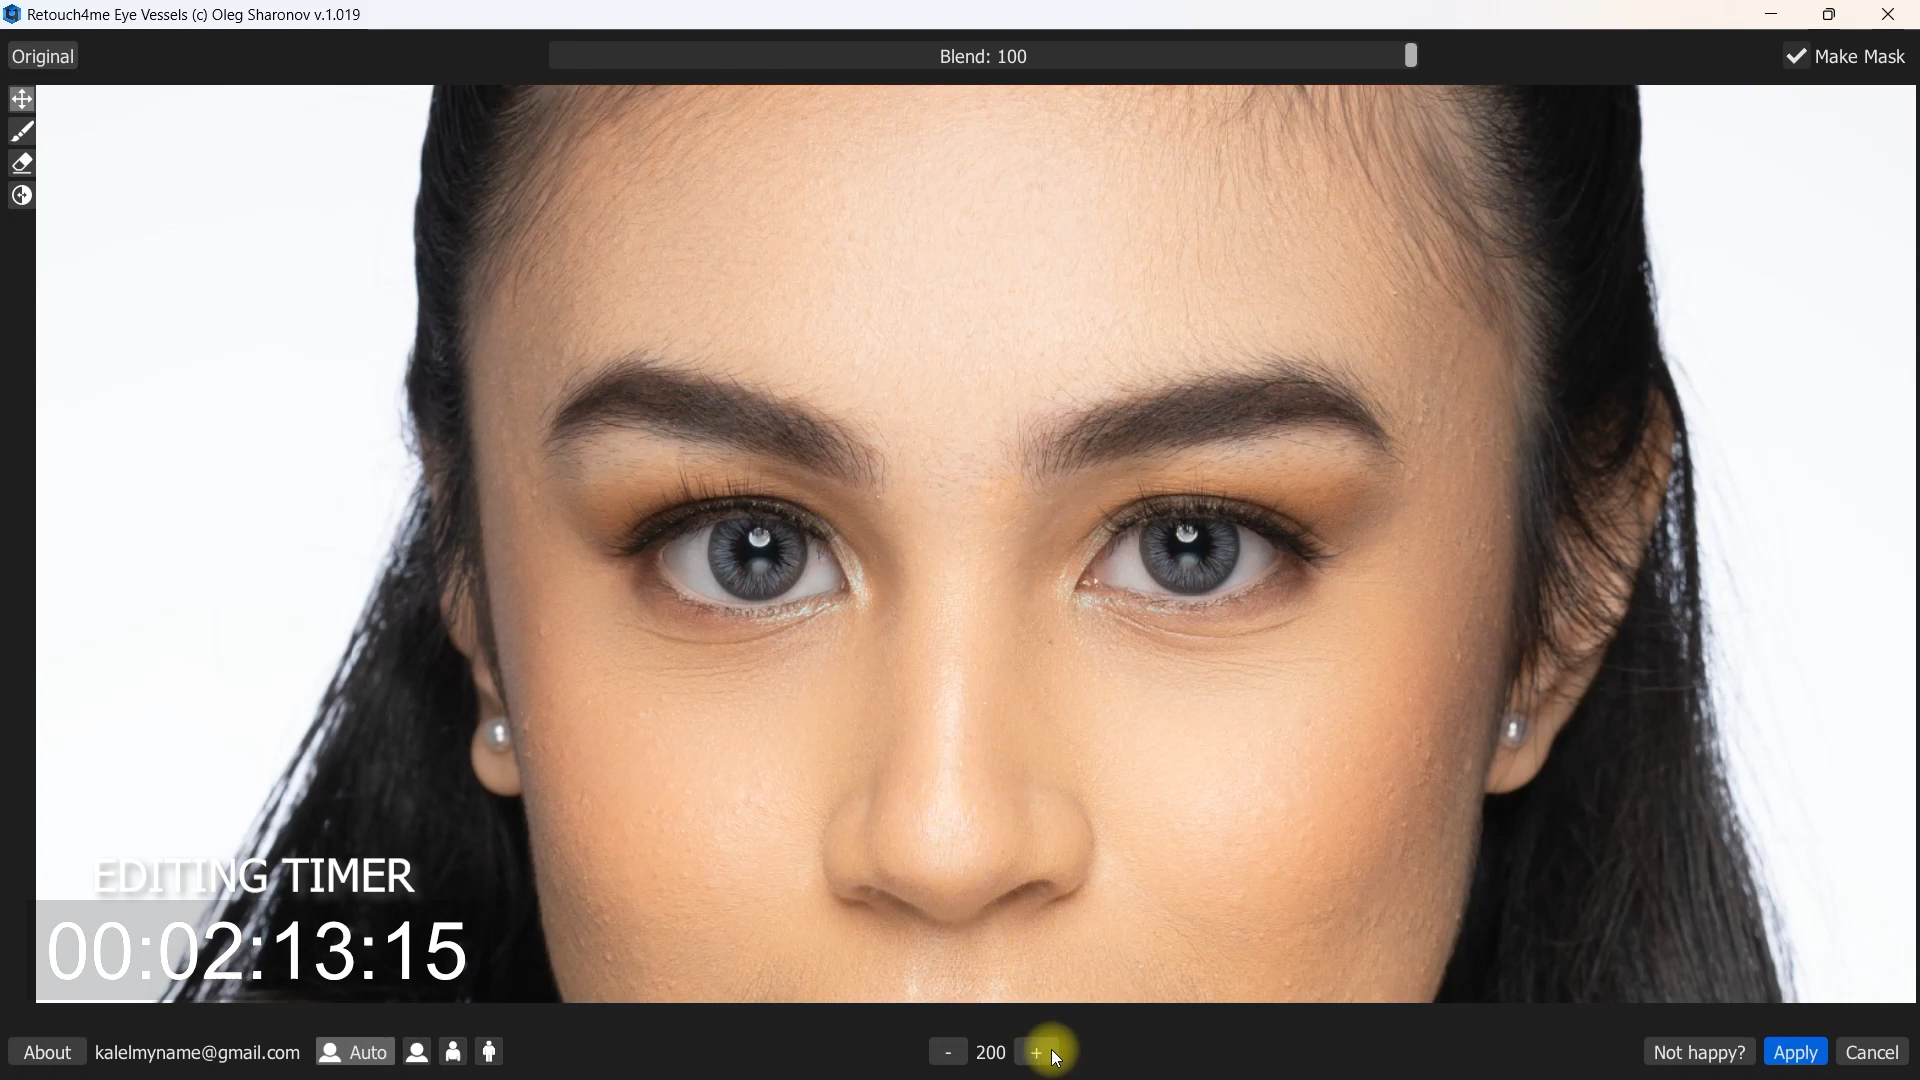 Retouch4me Eye Vessels (c) Oleg Sharonov v.1.019
Original
Blend: 100
Make Mask
EDITING TIMER
00:02:13:15
About
kalelmyname@gmail.com
Auto
- 200 +
Not happy?
Apply
Cancel